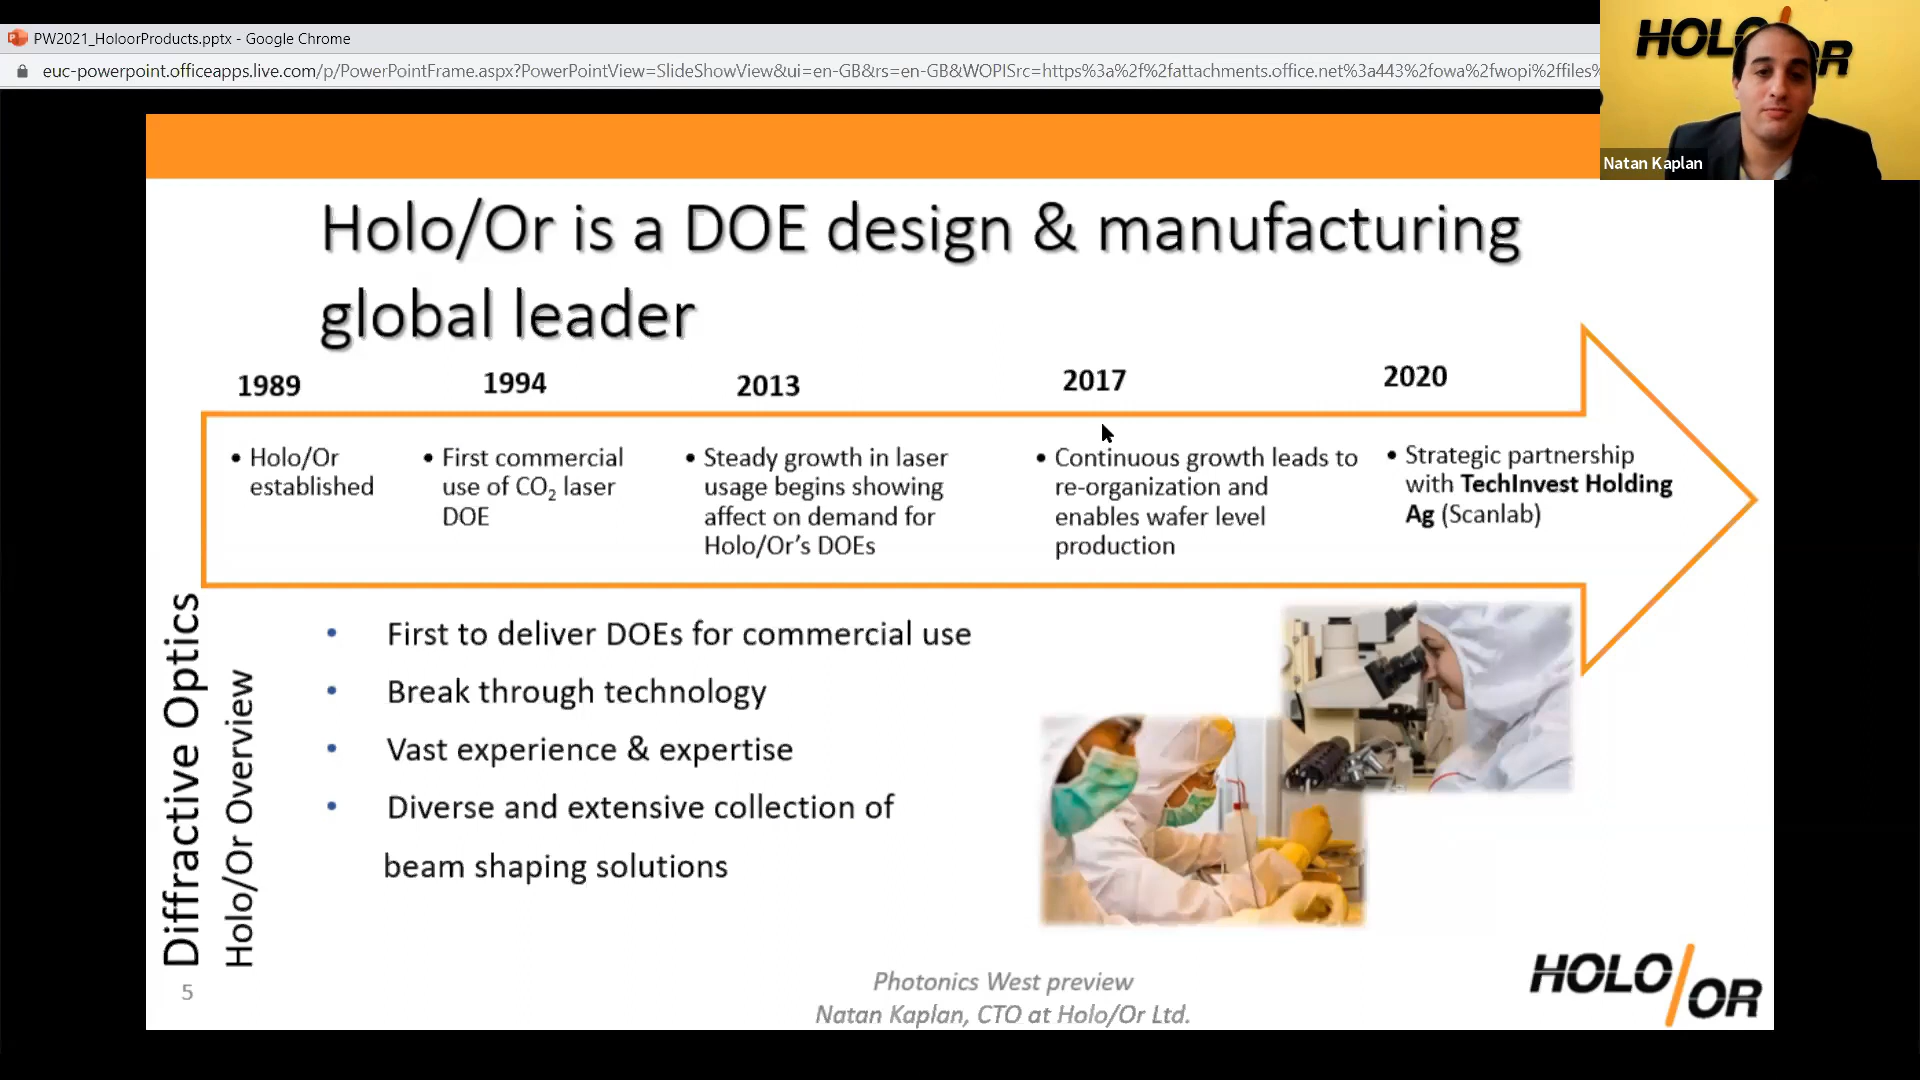 PW2021_HoloorProducts.pptx - Google Chrome
euc-powerpoint.officeapps.live.com/p/PowerPointFrame.aspx?PowerPointView=SlideShowView&ui=en-GB&rs=en-GB&WOPISrc=https%3a%2f%2fattachments.office.net%3a443%2fowa%2fwopi%2ffiles%
Natan Kaplan
Holo/Or is a DOE design & manufacturing
global leader
1989
1994
2013
2017
2020
• Holo/Or
established
• First commercial
use of CO₂ laser
DOE
• Steady growth in laser
usage begins showing
affect on demand for
Holo/Or's DOEs
• Continuous growth leads to
re-organization and
enables wafer level
production
• Strategic partnership
with TechInvest Holding
Ag (Scanlab)
Diffractive Optics
Holo/Or Overview
• First to deliver DOEs for commercial use
• Break through technology
• Vast experience & expertise
• Diverse and extensive collection of
beam shaping solutions
5
Photonics West preview
Natan Kaplan, CTO at Holo/Or Ltd.
HOLO/OR